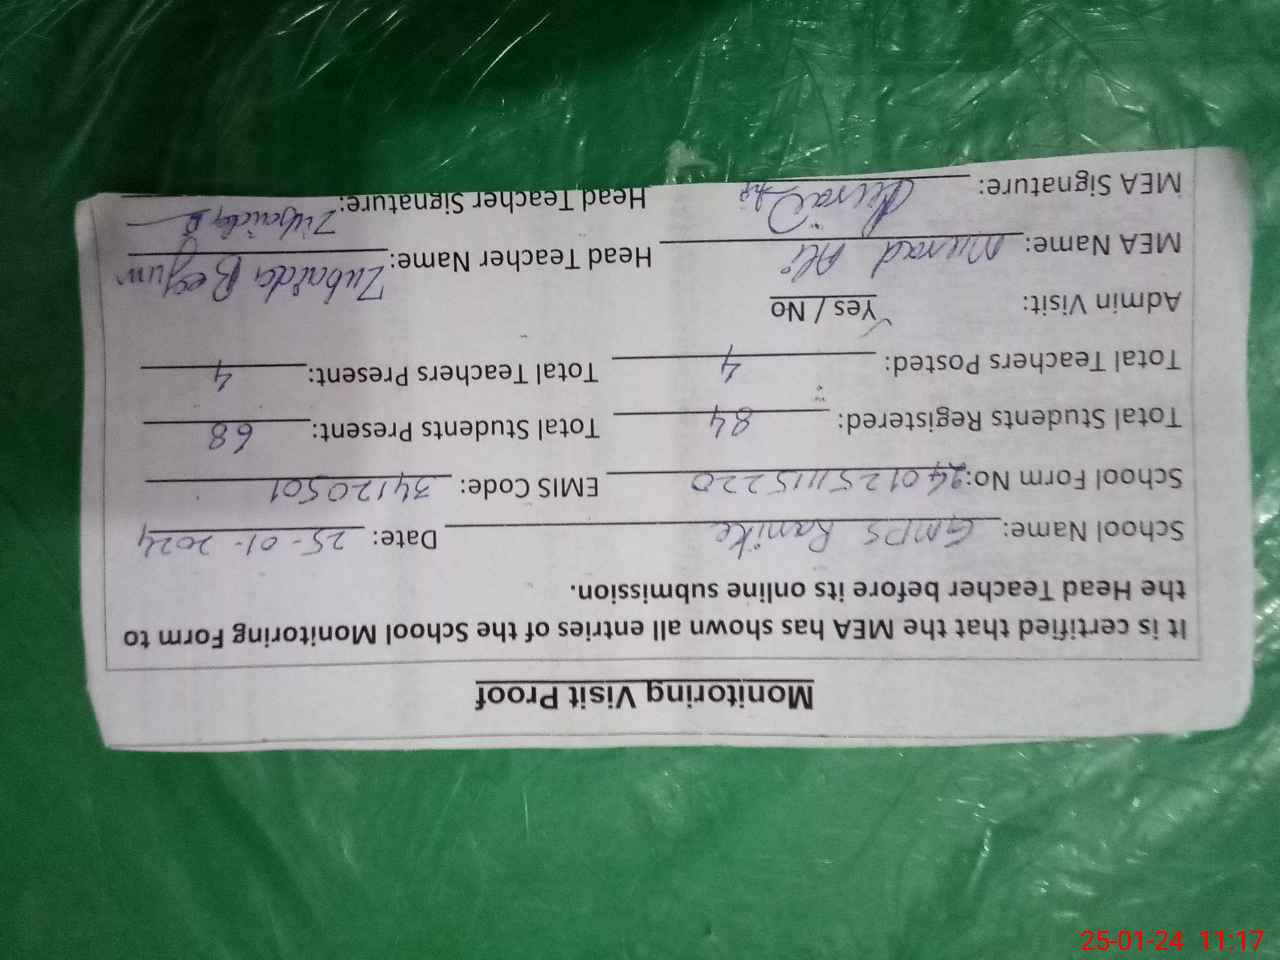 Monitoring Visit Proof
It is certified that the MEA has shown all entries of the School Monitoring Form to
the Head Teacher before its online submission.
School Name: GMPS Ranike Date: 25-01-2024
School Form No: 2401251115220 EMIS Code: 34120501
Total Students Registered: 84 Total Students Present: 68
Total Teachers Posted: 4 Total Teachers Present: 4
Admin Visit: Yes / No
MEA Name: Murad Ali Head Teacher Name: Zubaida Begum
MEA Signature: Head Teacher Signature: Zubaida B
25-01-24 11:17